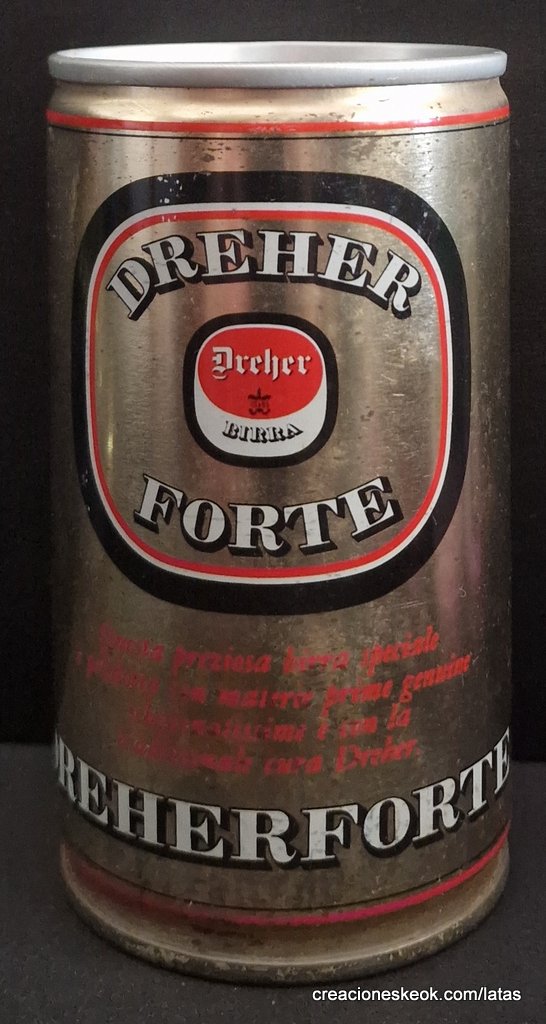 DREHER
Dreher
BIRRA
FORTE
Questa preziosa birra speciale
è con materie prime genuine
e con la
tradizionale cura Dreher.
DREHERFORTE
creacioneskeok.com/latas